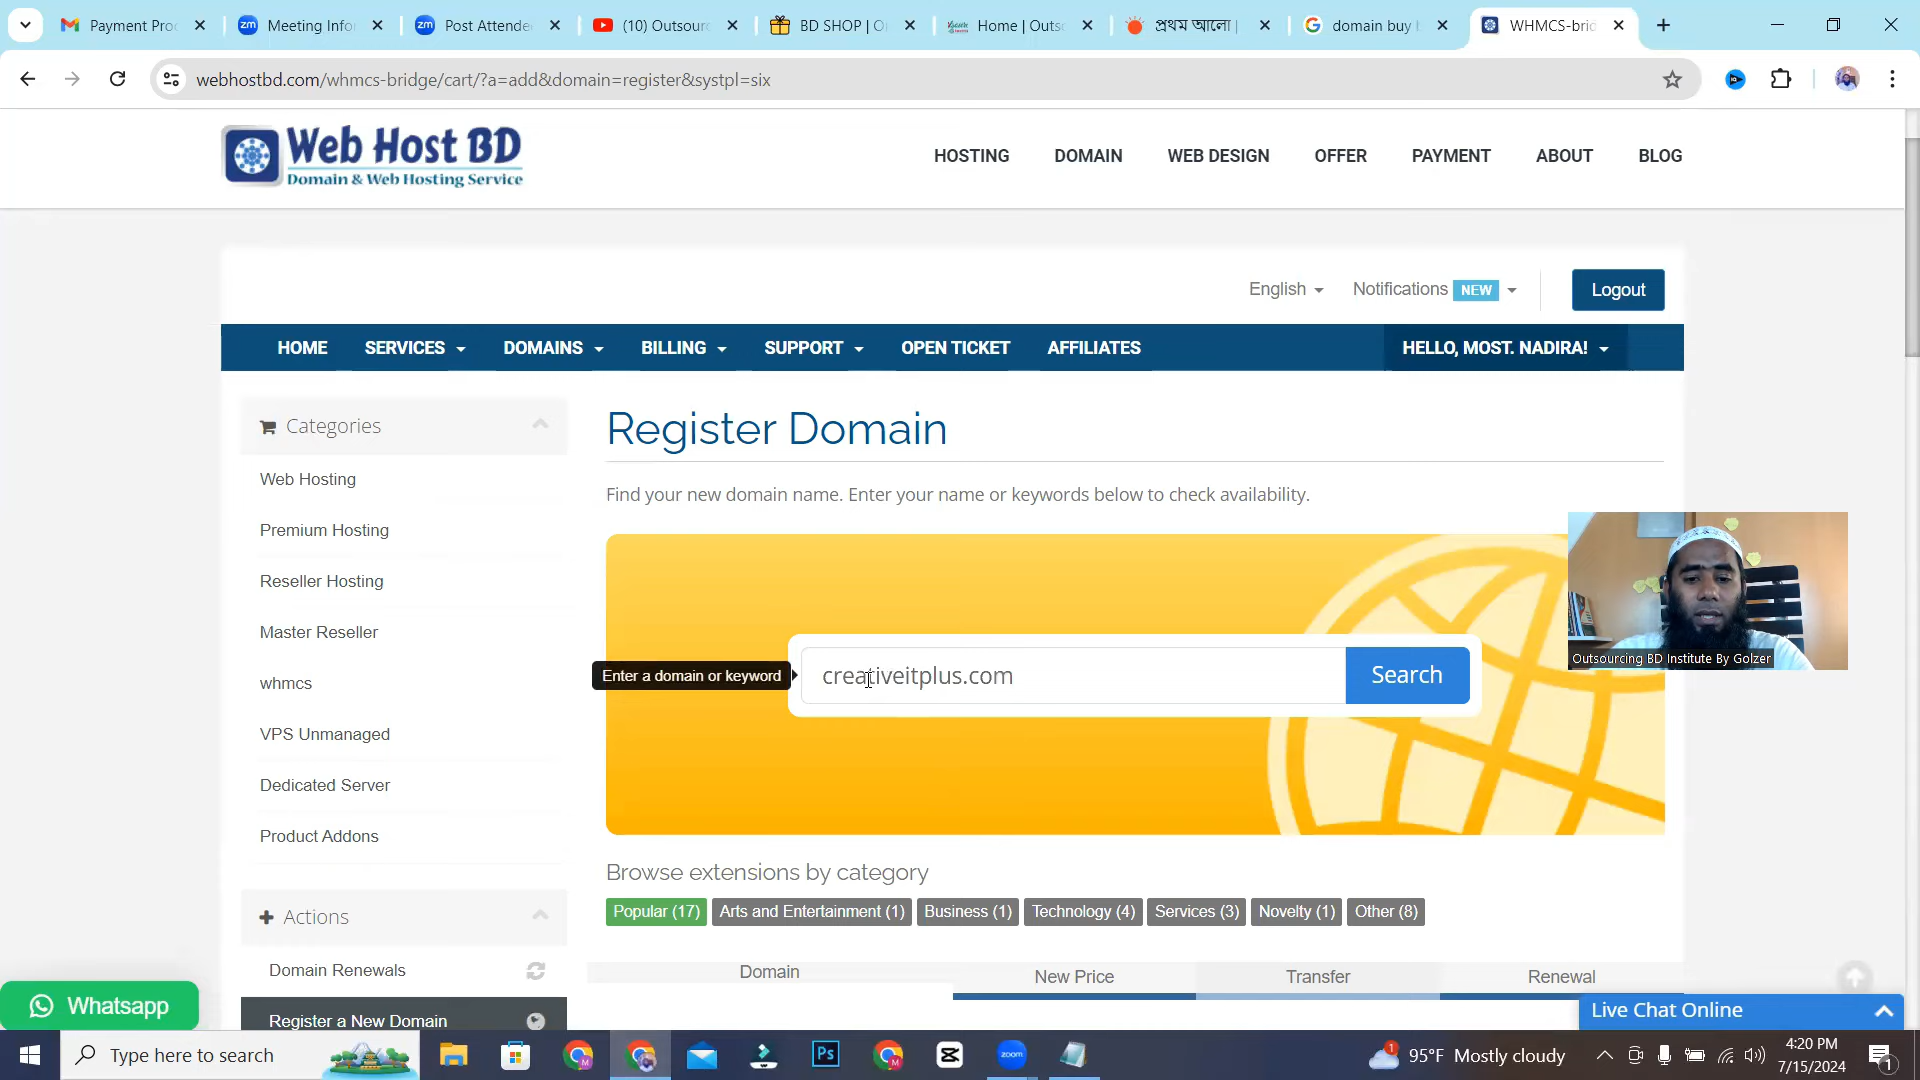 Payment Pro
Meeting Info
Post Attende
(10) Outsour
BD SHOP | O
Home | Outs
প্রথম আলো |
domain buy
WHMCS-brid
webhostbd.com/whmcs-bridge/cart/?a=add&domain=register&systpl=six
Web Host BD
Domain & Web Hosting Service
HOSTING DOMAIN WEB DESIGN OFFER PAYMENT ABOUT BLOG
English Notifications NEW Logout
HOME SERVICES DOMAINS BILLING SUPPORT OPEN TICKET AFFILIATES HELLO, MOST. NADIRA!
Categories
Web Hosting
Premium Hosting
Reseller Hosting
Master Reseller
whmcs
VPS Unmanaged
Dedicated Server
Product Addons
Actions
Domain Renewals
Register a New Domain
Register Domain
Find your new domain name. Enter your name or keywords below to check availability.
Enter a domain or keyword
creativeitplus.com
Search
Outsourcing BD Institute By Golzer
Browse extensions by category
Popular (17) Arts and Entertainment (1) Business (1) Technology (4) Services (3) Novelty (1) Other (8)
Domain New Price Transfer Renewal
Whatsapp
Live Chat Online
Type here to search
Ps
zoom
1
95°F Mostly cloudy
4:20 PM
7/15/2024
1